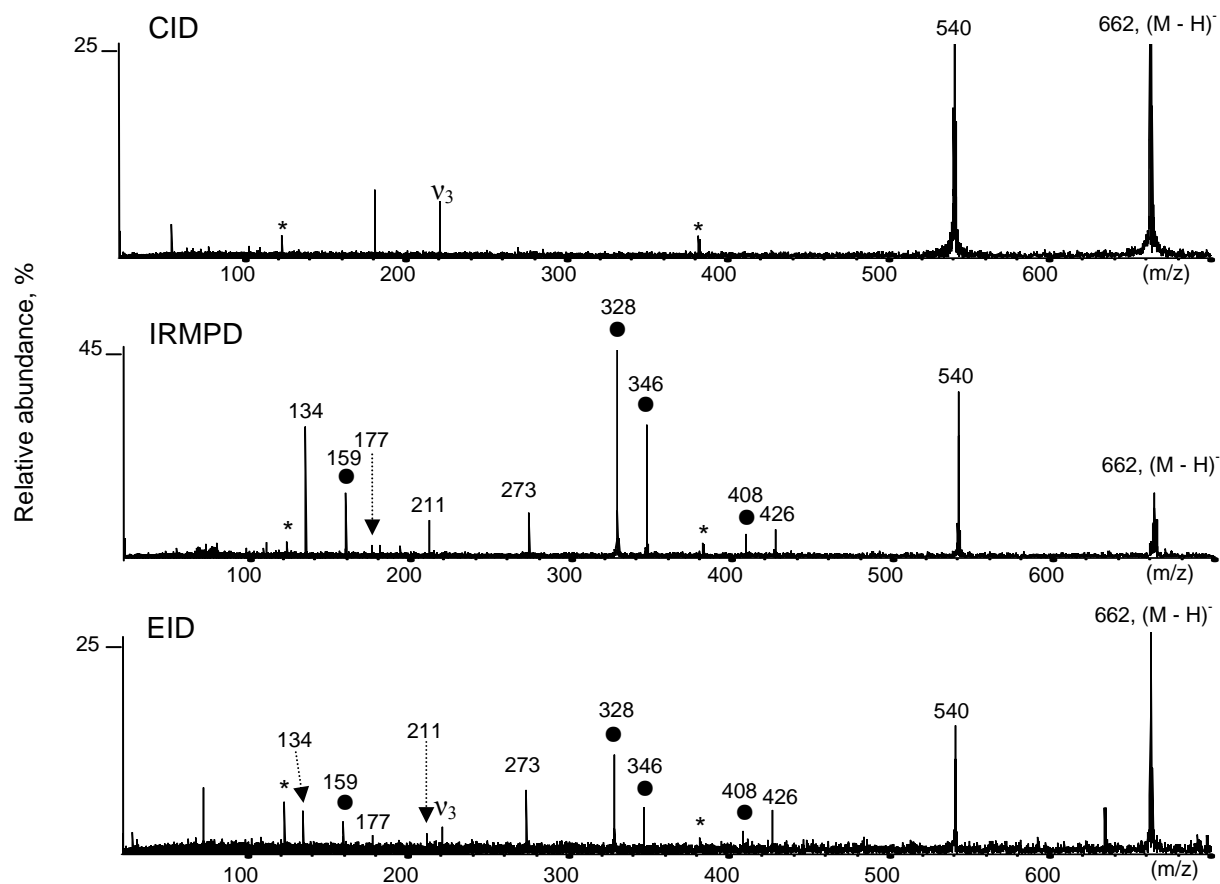 CID
25
540
662, (M - H)⁻
ν₃
*
*
100 200 300 400 500 600 (m/z)
Relative abundance, %
IRMPD
45
328
346
134
177
159
540
662, (M - H)⁻
211
273
408
426
*
*
100 200 300 400 500 600 (m/z)
EID
25
662, (M - H)⁻
328
540
134
211
273
346
*
159
177
ν₃
*
408
426
100 200 300 400 500 600 (m/z)